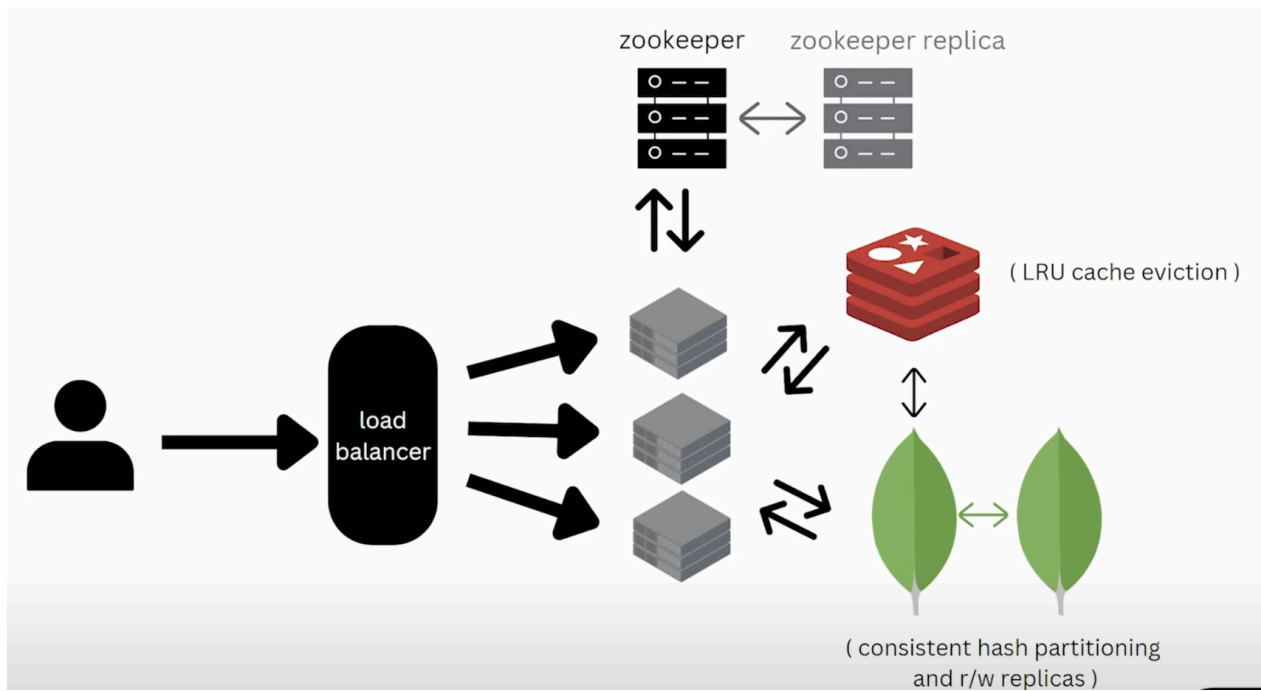 zookeeper
zookeeper replica
( LRU cache eviction )
load
balancer
( consistent hash partitioning
and r/w replicas )